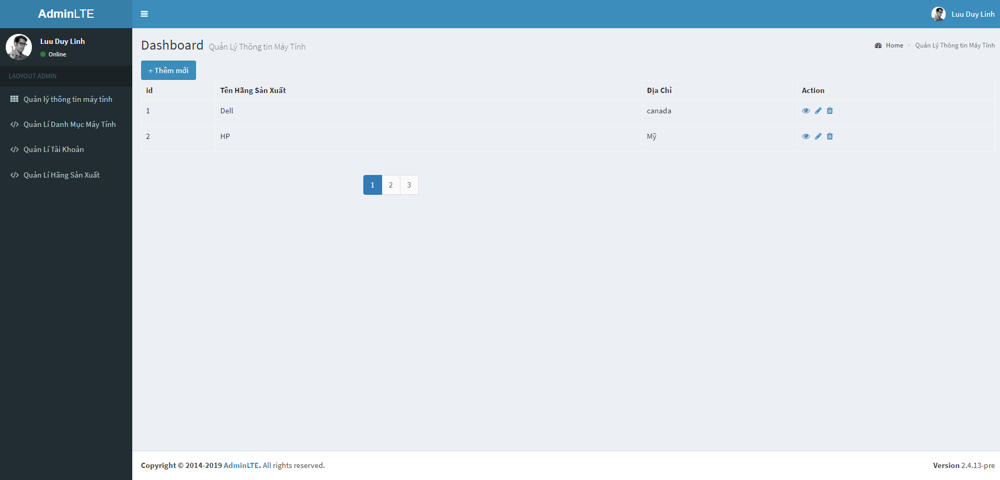 AdminLTE
Luu Duy Linh
Luu Duy Linh
Online
LAOYOUT ADMIN
Quản lý thông tin máy tính
Quản Lí Danh Mục Máy Tính
Quản Lí Tài Khoản
Quản Lí Hãng Sản Xuất
Dashboard Quản Lý Thông tin Máy Tính
Home > Quản Lý Thông tin Máy Tính
+ Thêm mới
id Tên Hãng Sản Xuất Địa Chỉ Action
1 Dell canada
2 HP Mỹ
1 2 3
Copyright © 2014-2019 AdminLTE. All rights reserved.
Version 2.4.13-pre